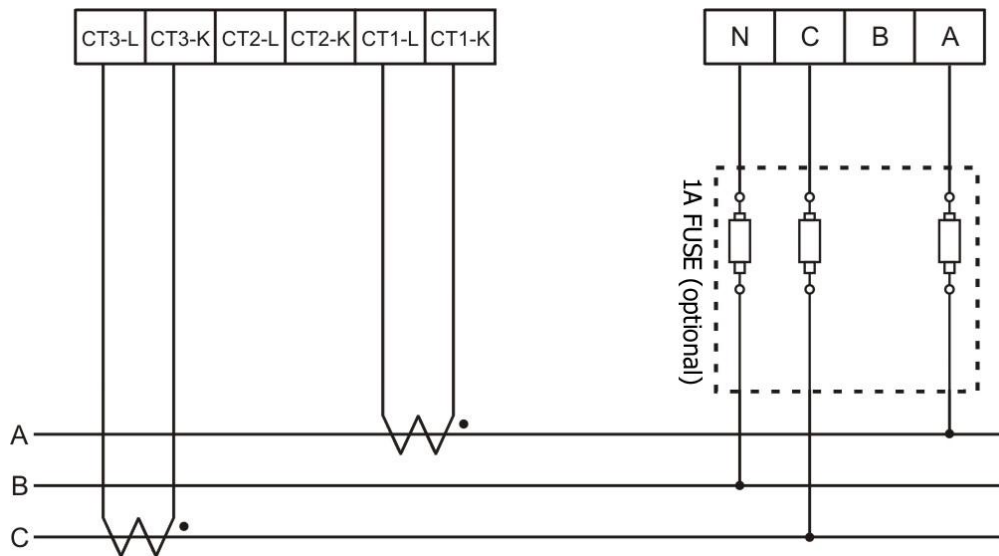 CT3-L CT3-K CT2-L CT2-K CT1-L CT1-K
N C B A
1A FUSE (optional)
A
B
C